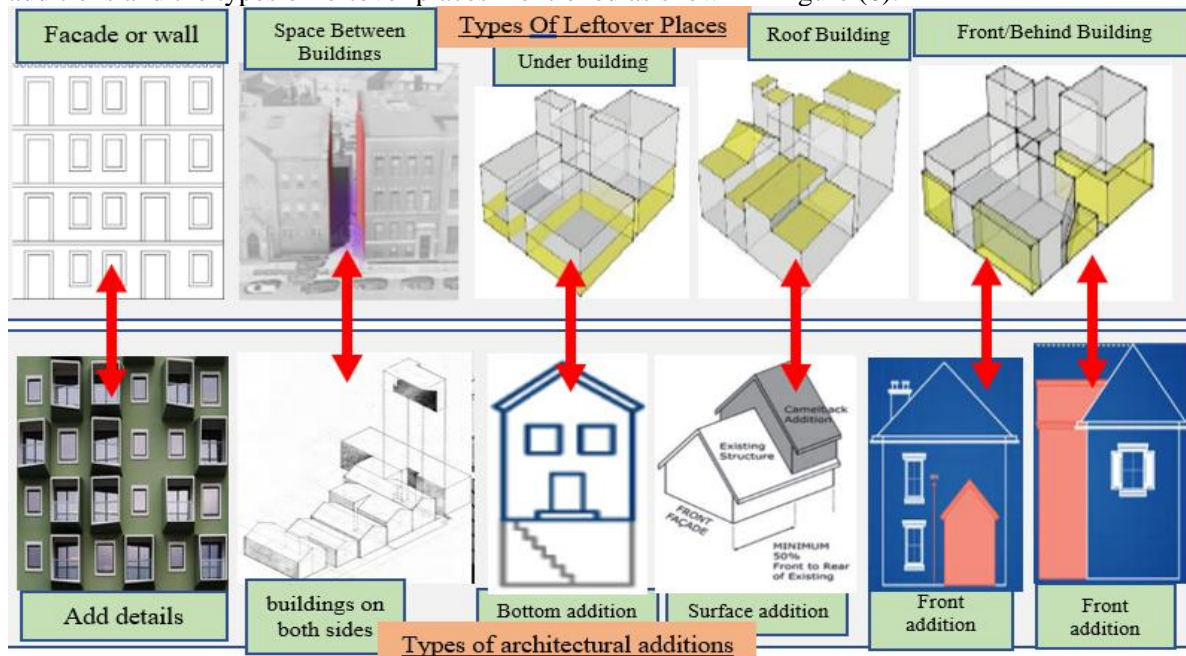 Facade or wall
Space Between
Buildings
Types Of Leftover Places
Under building
Roof Building
Front/Behind Building
Camelback
Addition
Existing
Structure
FRONT
FAÇADE
MINIMUM
50%
Front to Rear
of Existing
Add details
buildings on
both sides
Bottom addition
Surface addition
Front
addition
Front
addition
Types of architectural additions